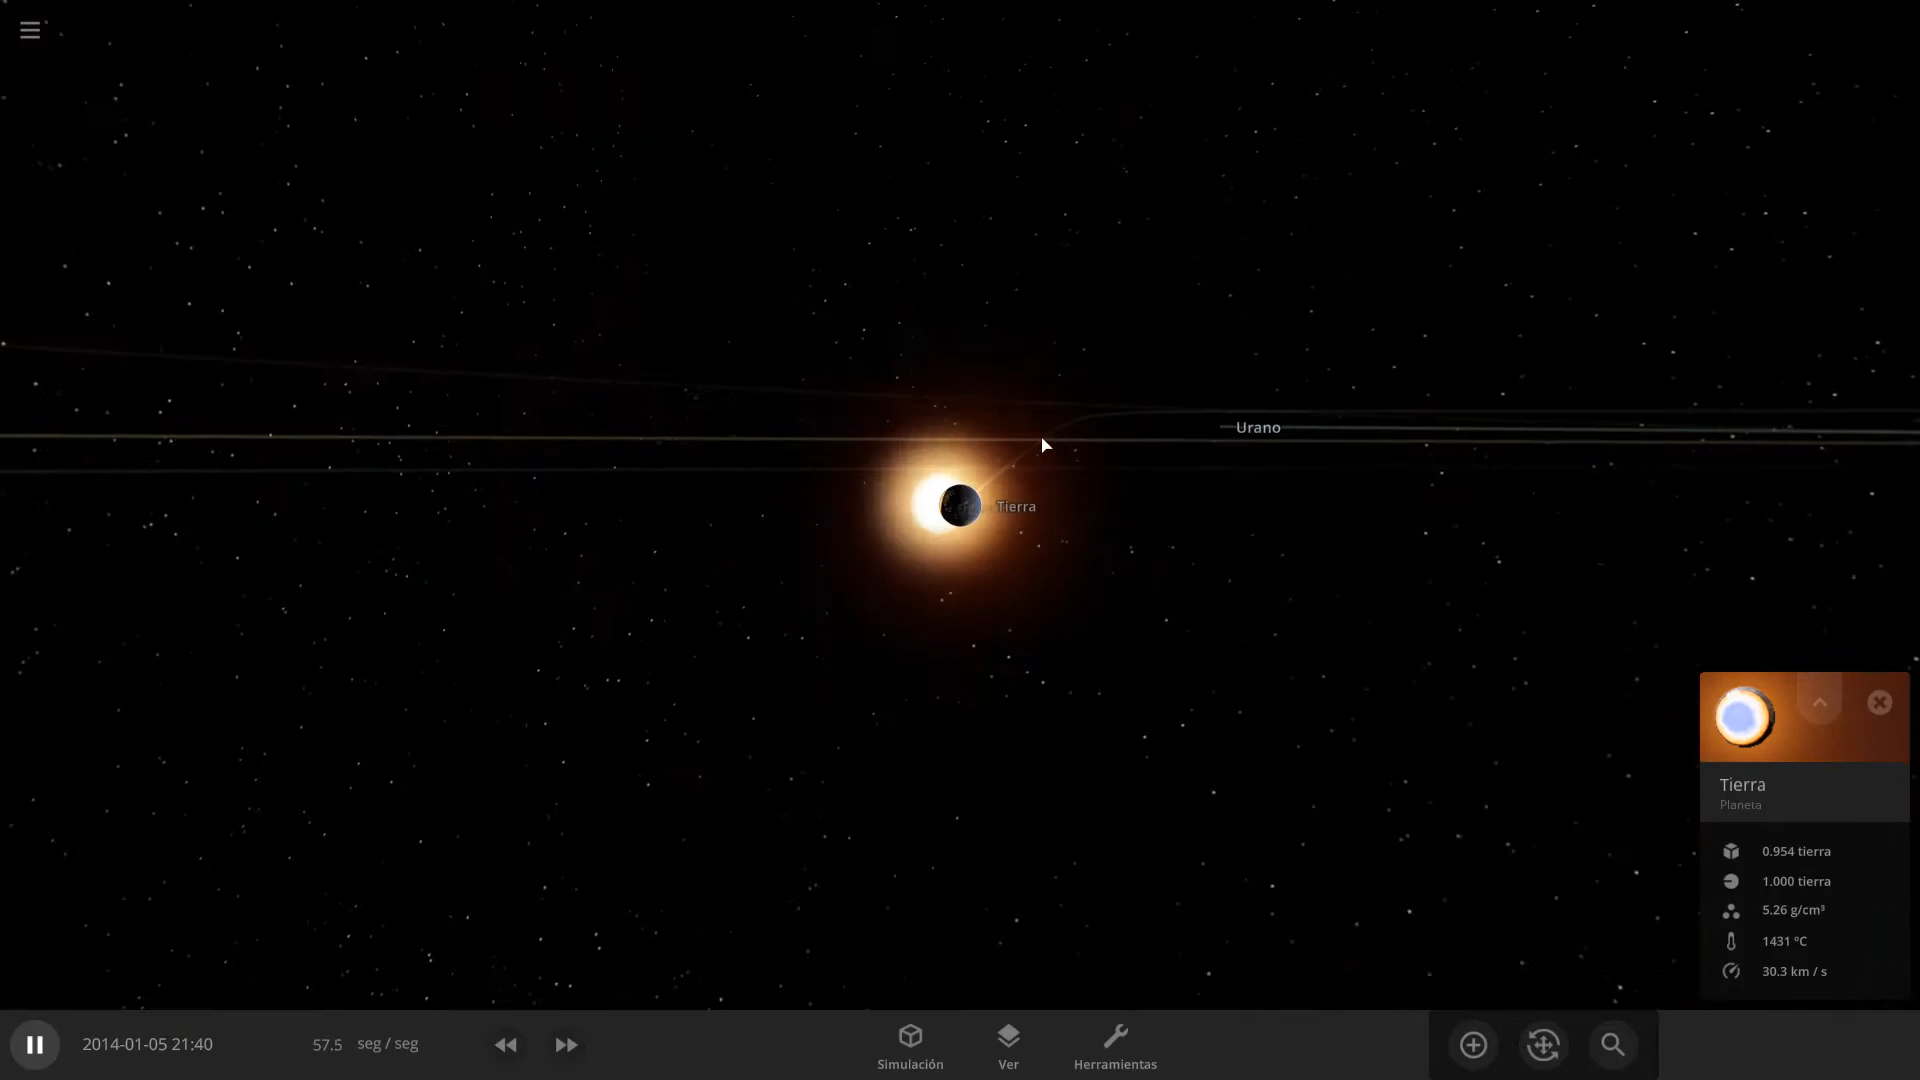 Urano
Tierra
Tierra
Planeta
0.954 tierra
1.000 tierra
5.26 g/cm³
1431 ºC
30.3 km / s
2014-01-05 21:40
57.5 seg / seg
Simulación
Ver
Herramientas